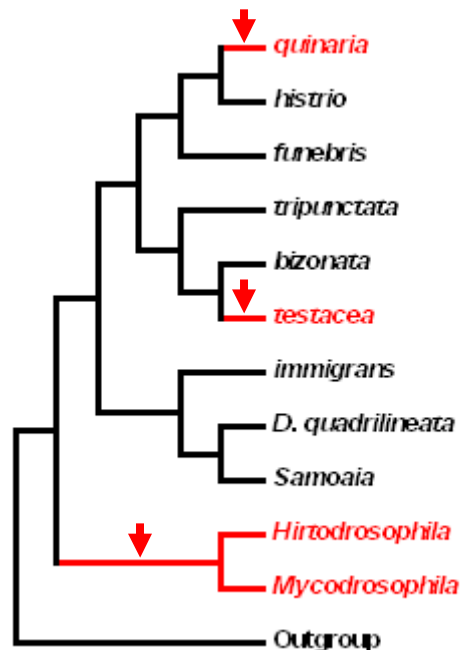 quinaria
histrio
funebris
tripunctata
bizonata
testacea
immigrans
D. quadrilineata
Samoaia
Hirtodrosophila
Mycodrosophila
Outgroup